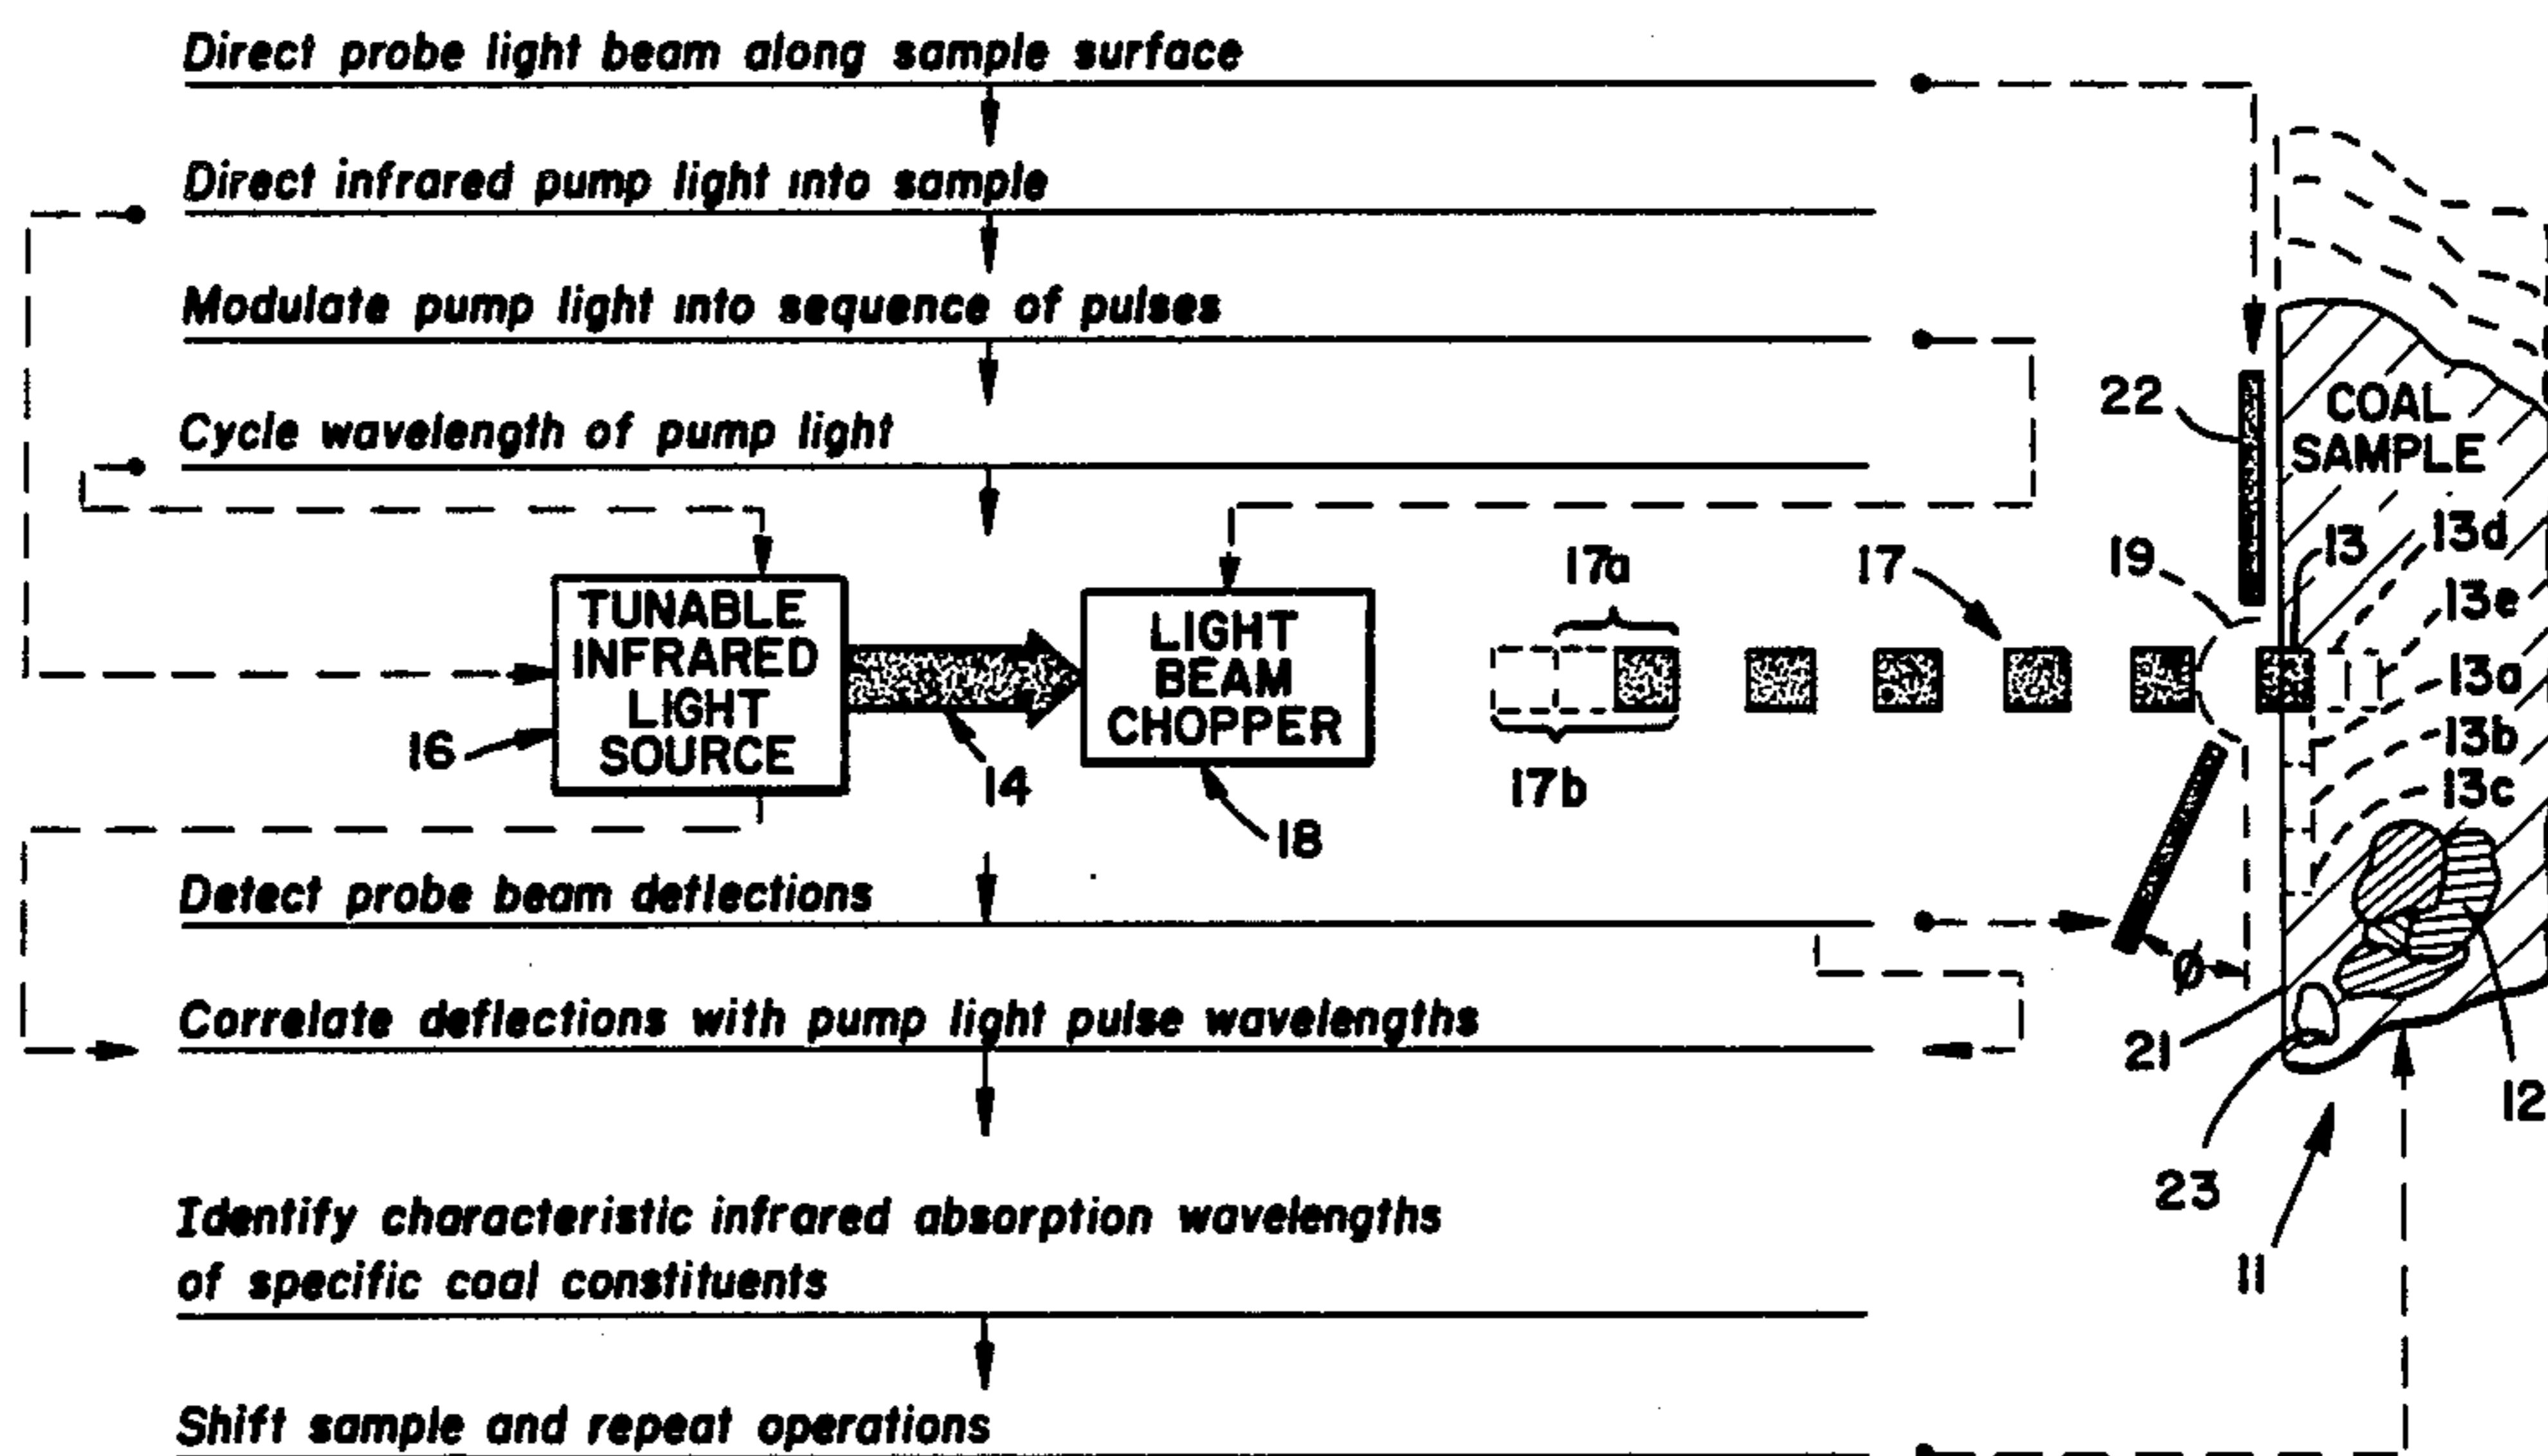 Direct probe light beam along sample surface
Direct infrared pump light into sample
Modulate pump light into sequence of pulses
22
COAL
SAMPLE
Cycle wavelength of pump light
17a
17
19
13
13d
13e
13a
13b
13c
TUNABLE
INFRARED
LIGHT
SOURCE
LIGHT
BEAM
CHOPPER
16
14
17b
18
Detect probe beam deflections
ø
Correlate deflections with pump light pulse wavelengths
21
12
23
11
Identify characteristic infrared absorption wavelengths
of specific coal constituents
Shift sample and repeat operations